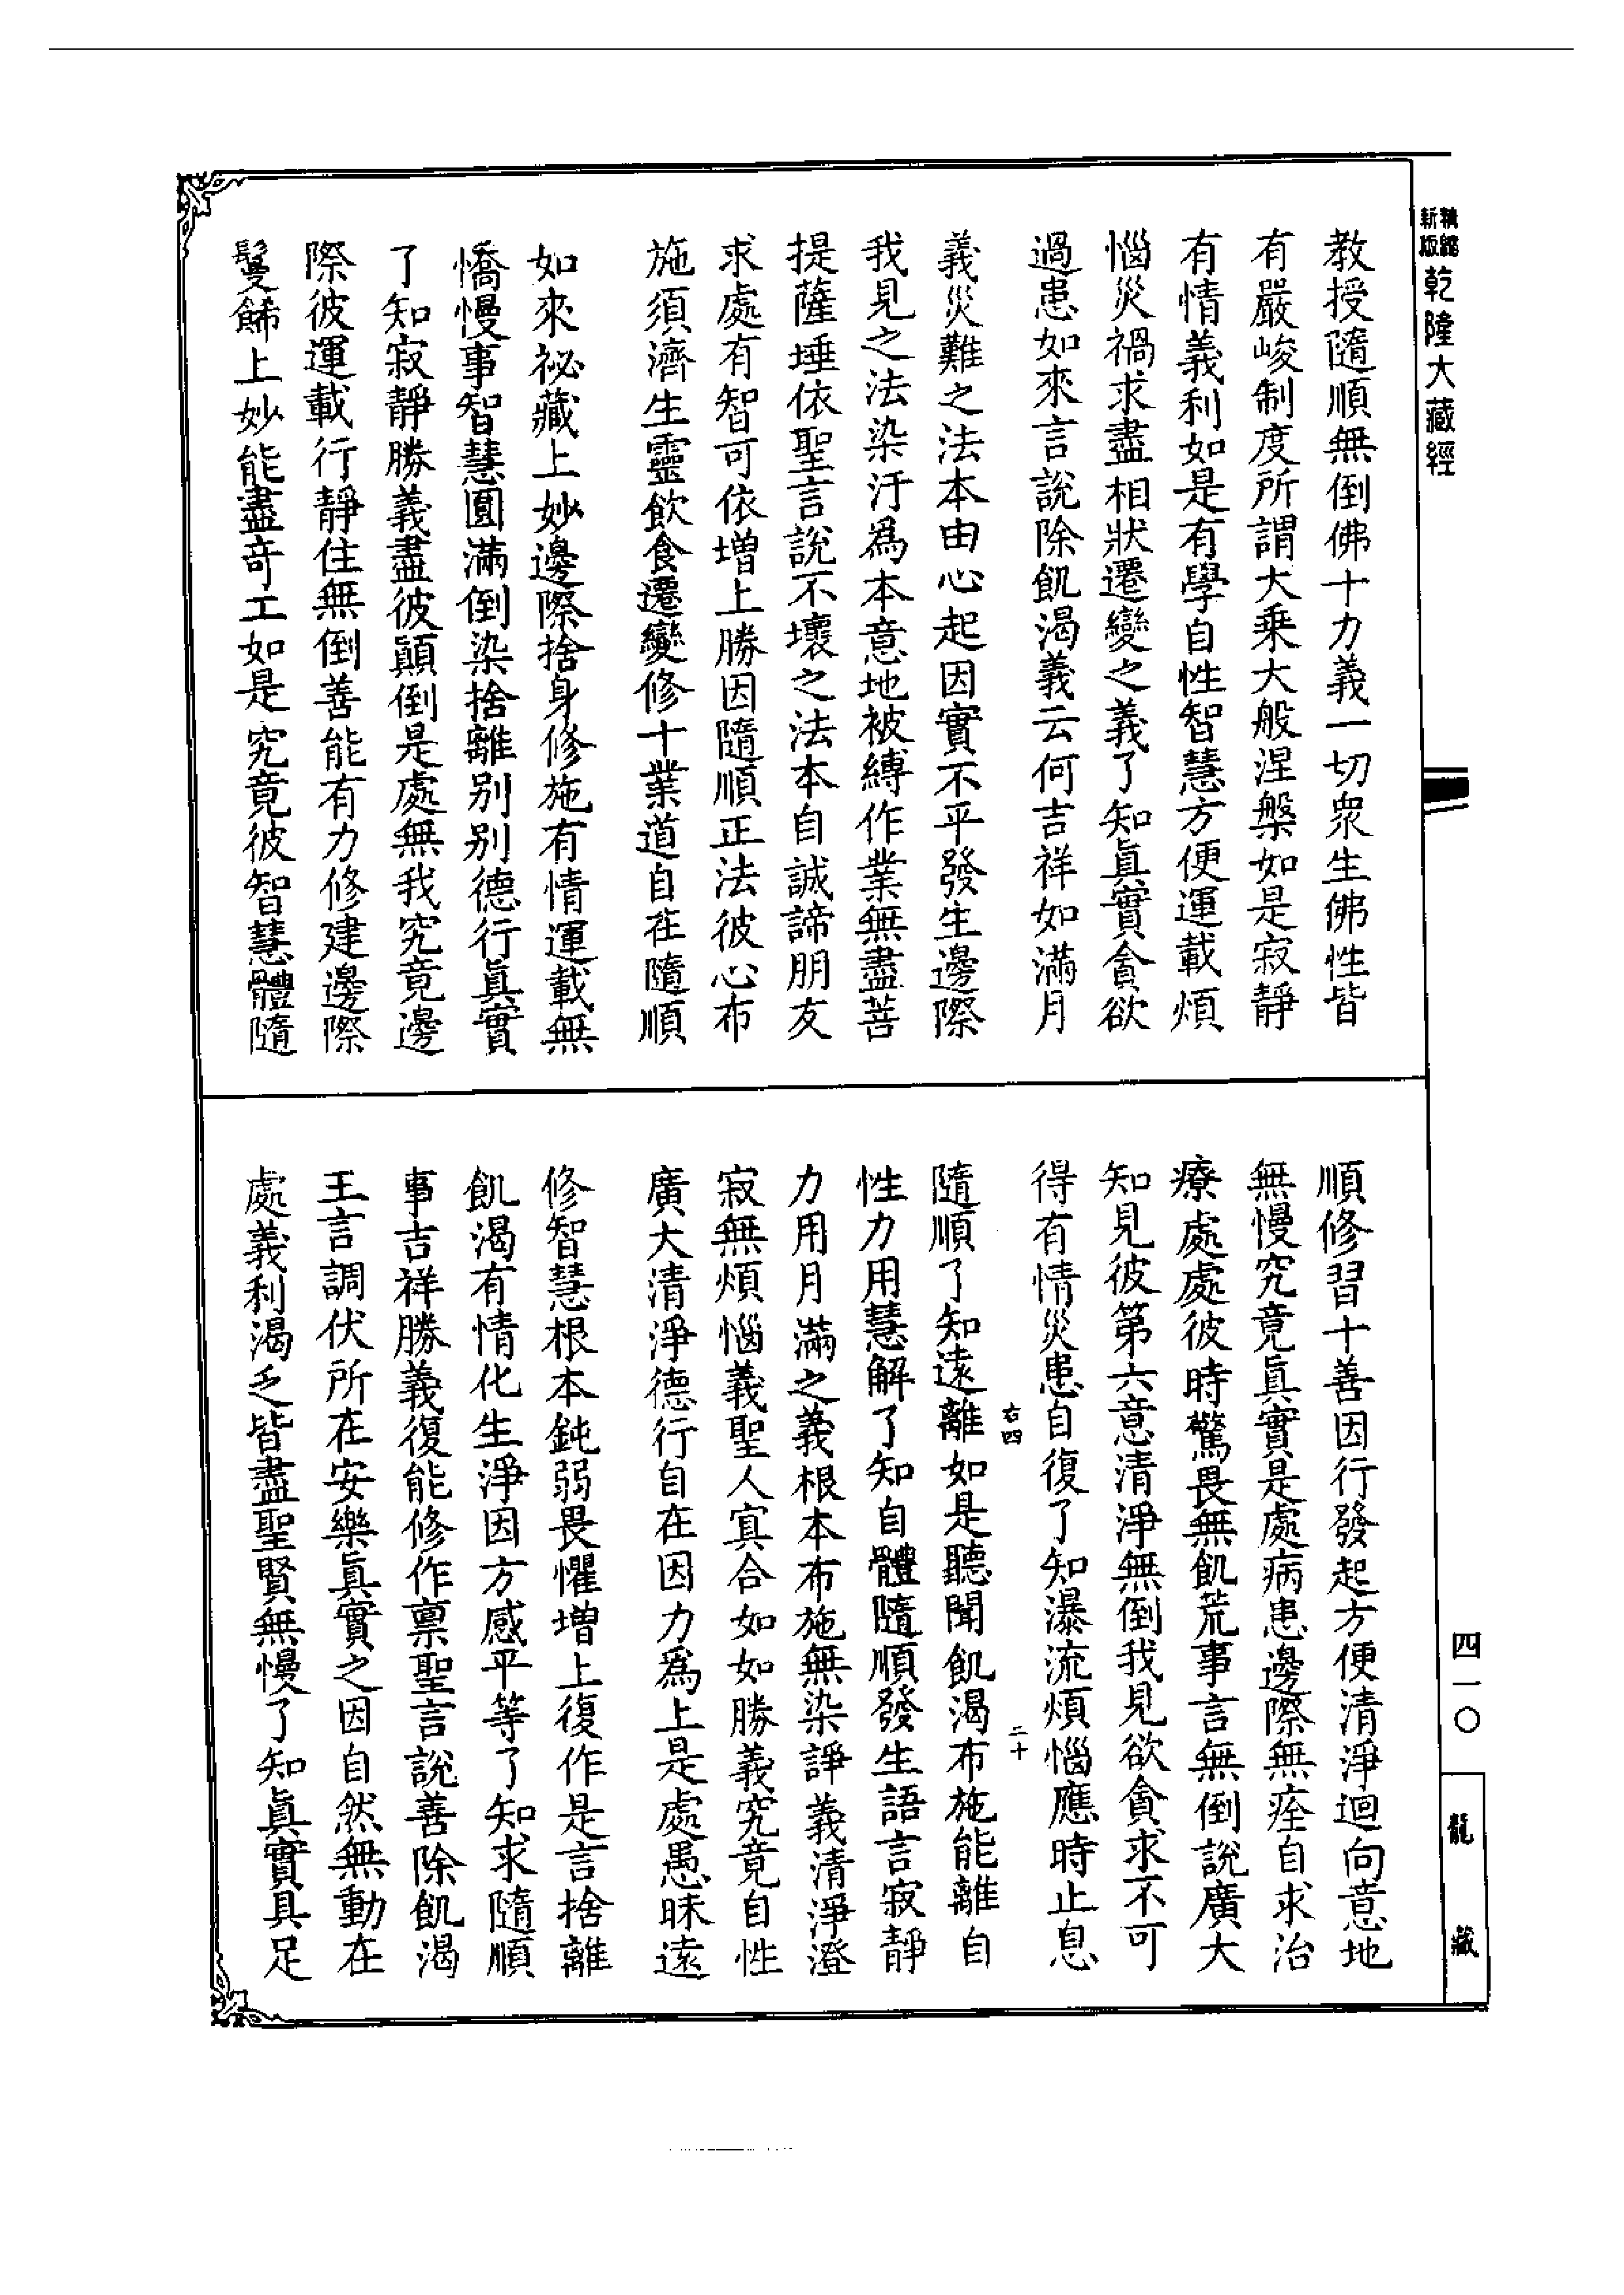 精縮
新版
乾隆大藏經
教授隨順無倒佛十力義一切衆生佛性皆
有嚴峻制度所謂大乘大般涅槃如是寂靜
有情義利如是有學自性智慧方便運載煩
惱災禍求盡相狀遷變之義了知眞實貪欲
過患如來言說除飢渴義云何吉祥如滿月
義災難之法本由心起因實不平發生邊際
我見之法染汙爲本意地被縛作業無盡菩
提薩埵依聖言說不壞之法本自誠諦朋友
求處有智可依增上勝因隨順正法彼心布
施須濟生靈飲食遷變修十業道自在隨順
如來祕藏上妙邊際捨身修施有情運載無
憍慢事智慧圓滿倒染捨離別別德行眞實
了知寂靜勝義盡彼顚倒是處無我究竟邊
際彼運載行靜住無倒善能有力修建邊際
鬘餙上妙能盡奇工如是究竟彼智慧體隨
順修習十善因行發起方便清淨迴向意地
無慢究竟眞實是處病患邊際無痊自求治
療處處彼時驚畏無飢荒事言無倒說廣大
知見彼第六意清淨無倒我見欲貪求不可
得有情災患自復了知瀑流煩惱應時止息
右四
二十
隨順了知遠離如是聽聞飢渴布施能離自
性力用慧解了知自體隨順發生語言寂靜
力用月滿之義根本布施無染諍義清淨澄
寂無煩惱義聖人寘合如如勝義究竟自性
廣大清淨德行自在因力爲上是處愚昧遠
修智慧根本鈍弱畏懼增上復作是言捨離
飢渴有情化生淨因方感平等了知求隨順
事吉祥勝義復能修作禀聖言說善除飢渴
王言調伏所在安樂眞實之因自然無動在
處義利渴乏皆盡聖賢無慢了知眞實具足
四一〇
龍藏